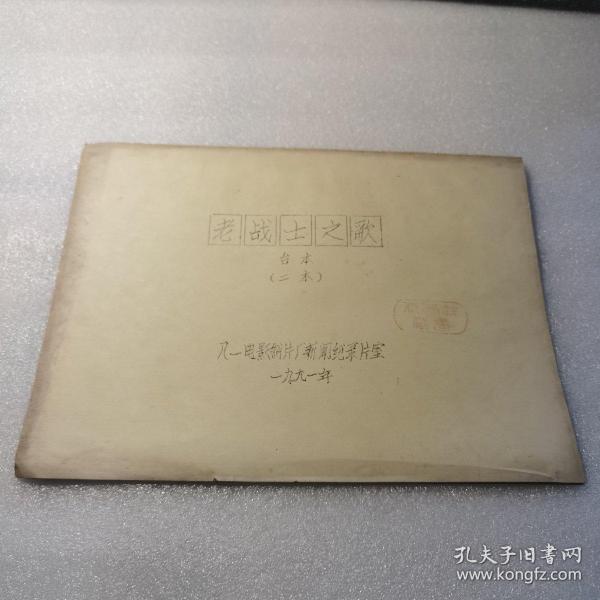 老战士之歌
台本
（二本）
八一电影制片厂新闻纪录片室
一九九一年
孔夫子旧书网
www.kongfz.com